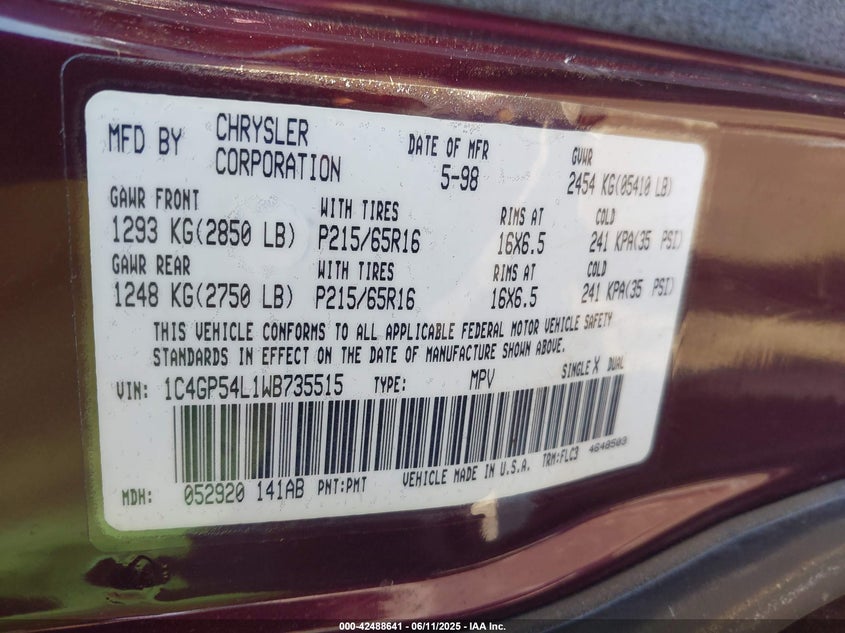 MFD BY CHRYSLER CORPORATION DATE OF MFR 5-98 GVWR 2454 KG(05410 LB)
GAWR FRONT WITH TIRES RIMS AT COLD
1293 KG(2850 LB) P215/65R16 16X6.5 241 KPA(35 PSI)
GAWR REAR WITH TIRES RIMS AT COLD
1248 KG(2750 LB) P215/65R16 16X6.5 241 KPA(35 PSI)
THIS VEHICLE CONFORMS TO ALL APPLICABLE FEDERAL MOTOR VEHICLE SAFETY
STANDARDS IN EFFECT ON THE DATE OF MANUFACTURE SHOWN ABOVE.
VIN: 1C4GP54L1WB735515 TYPE: MPV SINGLE X DUAL
MDH: 052920 141AB PNT:PMT VEHICLE MADE IN U.S.A. TRM:FLC3 4648503
000-42488641 - 06/11/2025 - IAA Inc.